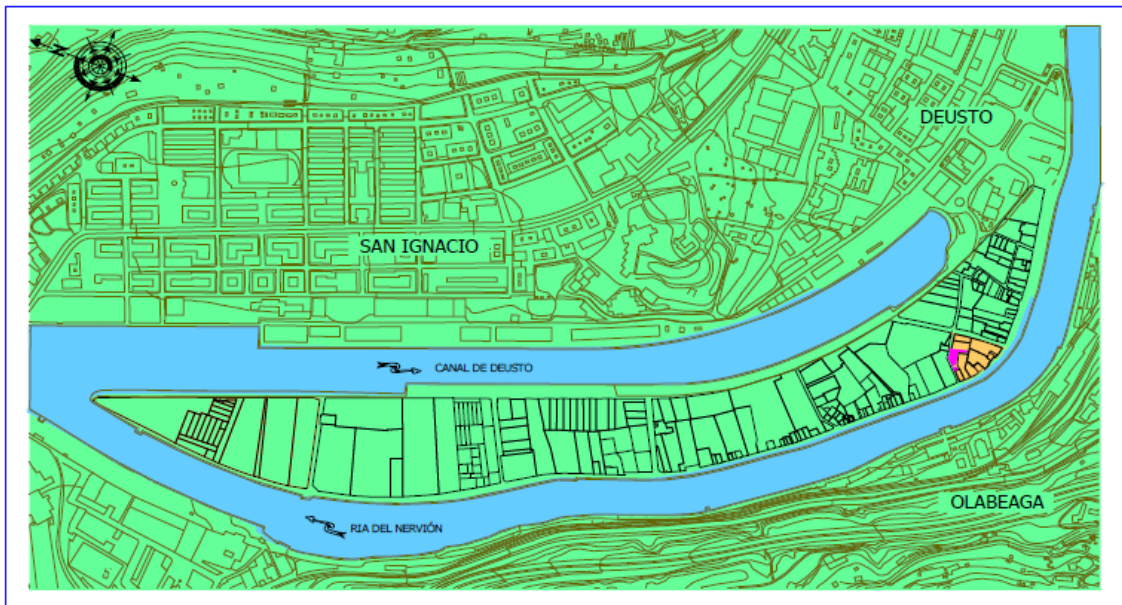 N
DEUSTO
SAN IGNACIO
CANAL DE DEUSTO
OLABEAGA
RIA DEL NERVIÓN